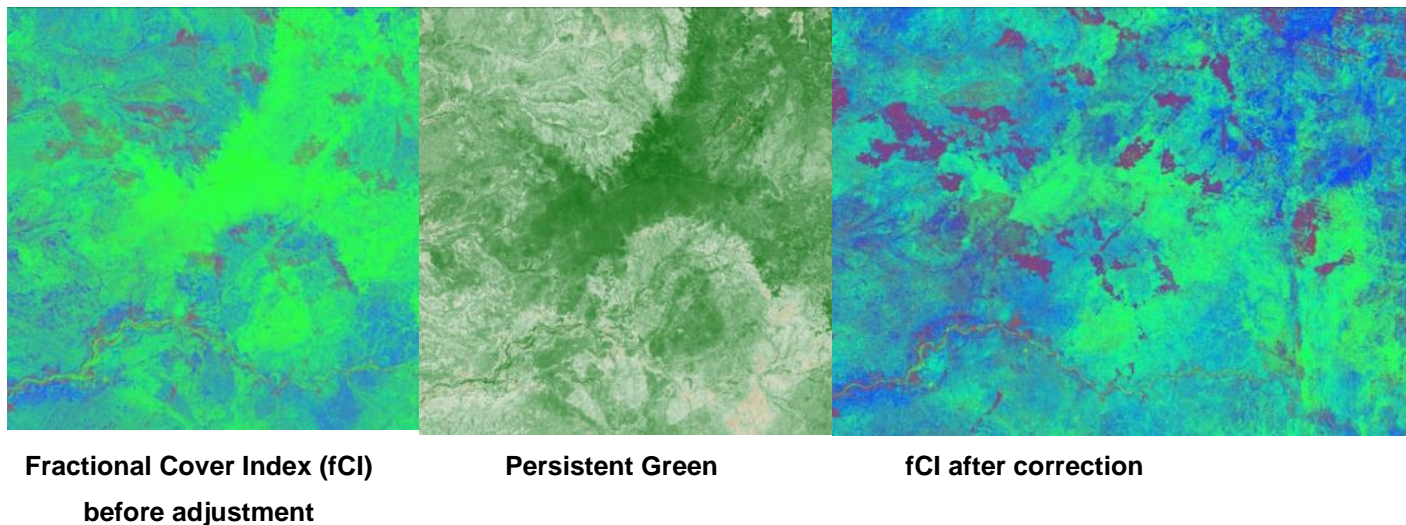 Fractional Cover Index (fCI)
before adjustment
Persistent Green
fCI after correction